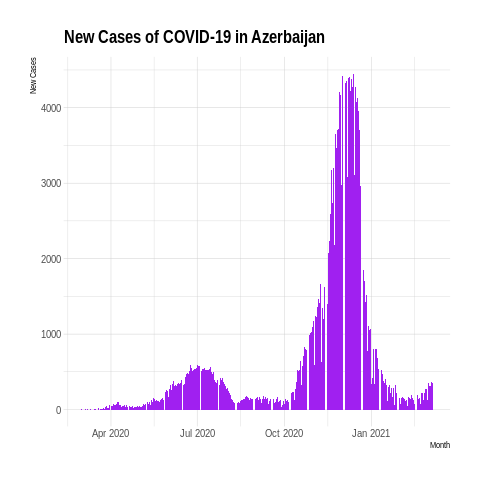 New Cases of COVID-19 in Azerbaijan
New Cases
4000
3000
2000
1000
0
Apr 2020 Jul 2020 Oct 2020 Jan 2021
Month